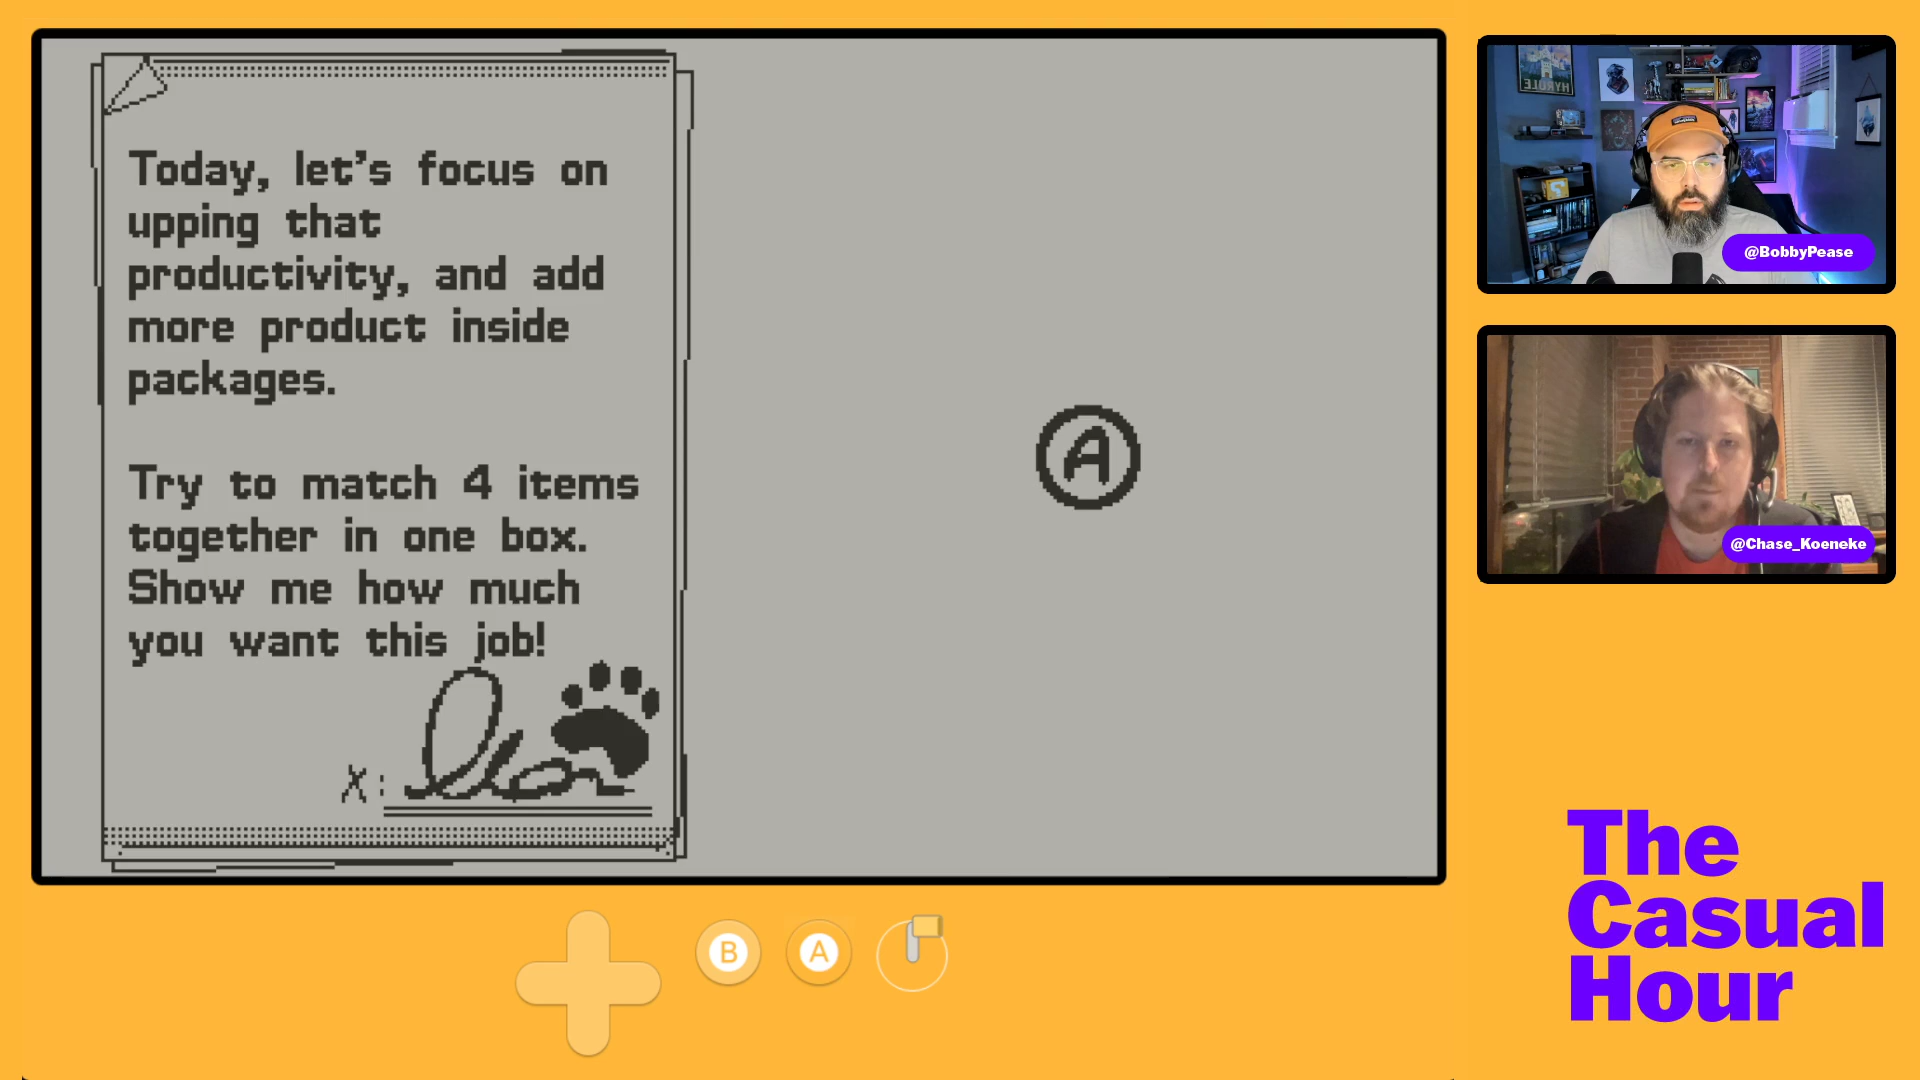 Today, let's focus on
upping that
productivity, and add
more product inside
packages.
Try to match 4 items
together in one box.
Show me how much
you want this job!
X:
A
B
A
HYRULE
@BobbyPease
@Chase_Koeneke
The
Casual
Hour